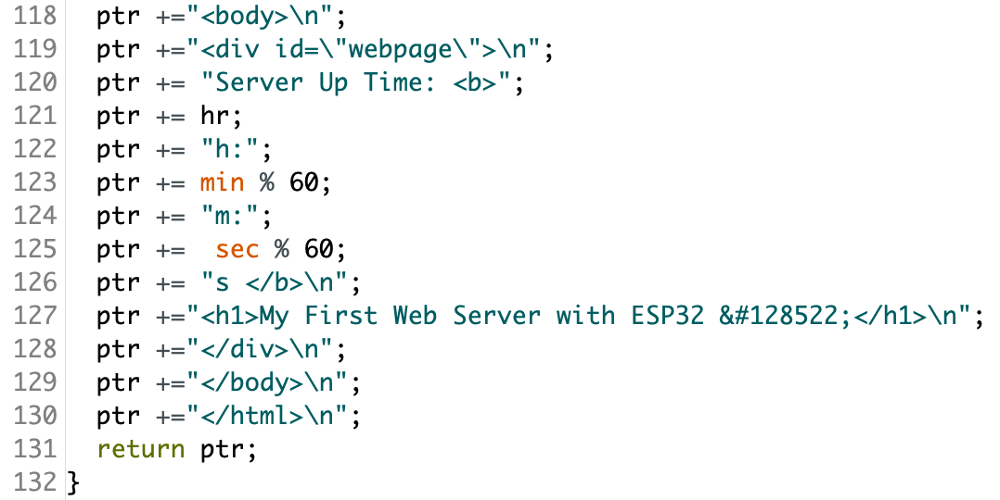 118 ptr +="<body>\n";
119 ptr +="<div id=\"webpage\">\n";
120 ptr += "Server Up Time: <b>";
121 ptr += hr;
122 ptr += "h:";
123 ptr += min % 60;
124 ptr += "m:";
125 ptr +=  sec % 60;
126 ptr += "s </b>\n";
127 ptr +="<h1>My First Web Server with ESP32 &#128522;</h1>\n";
128 ptr +="</div>\n";
129 ptr +="</body>\n";
130 ptr +="</html>\n";
131 return ptr;
132 }